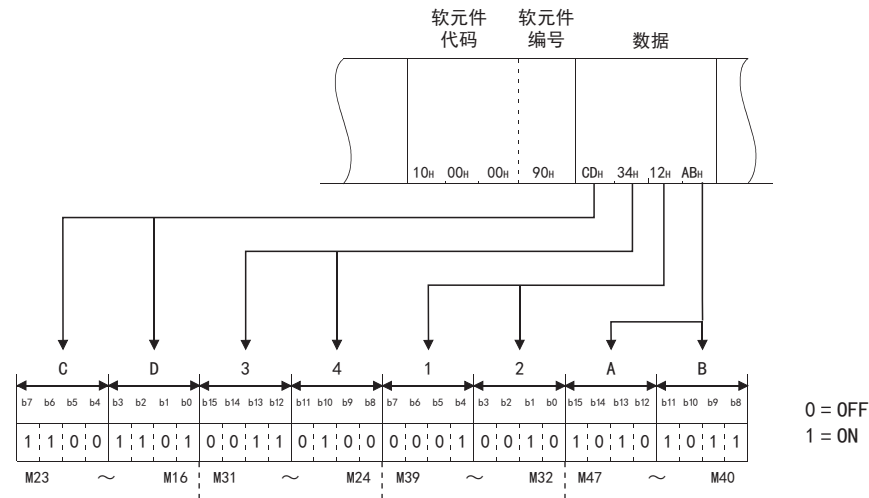 软元件 软元件
代码 编号 数据
10H 00H 00H 90H CDH 34H 12H ABH
C D 3 4 1 2 A B
b7 b6 b5 b4 b3 b2 b1 b0 b15 b14 b13 b12 b11 b10 b9 b8 b7 b6 b5 b4 b3 b2 b1 b0 b15 b14 b13 b12 b11 b10 b9 b8
0=OFF
1 1 0 0 1 1 0 1 0 0 1 1 0 1 0 0 0 0 0 1 0 0 1 0 1 0 1 0 1 0 1 1
1=ON
M23 ～ M16 M31 ～ M24 M39 ～ M32 M47 ～ M40